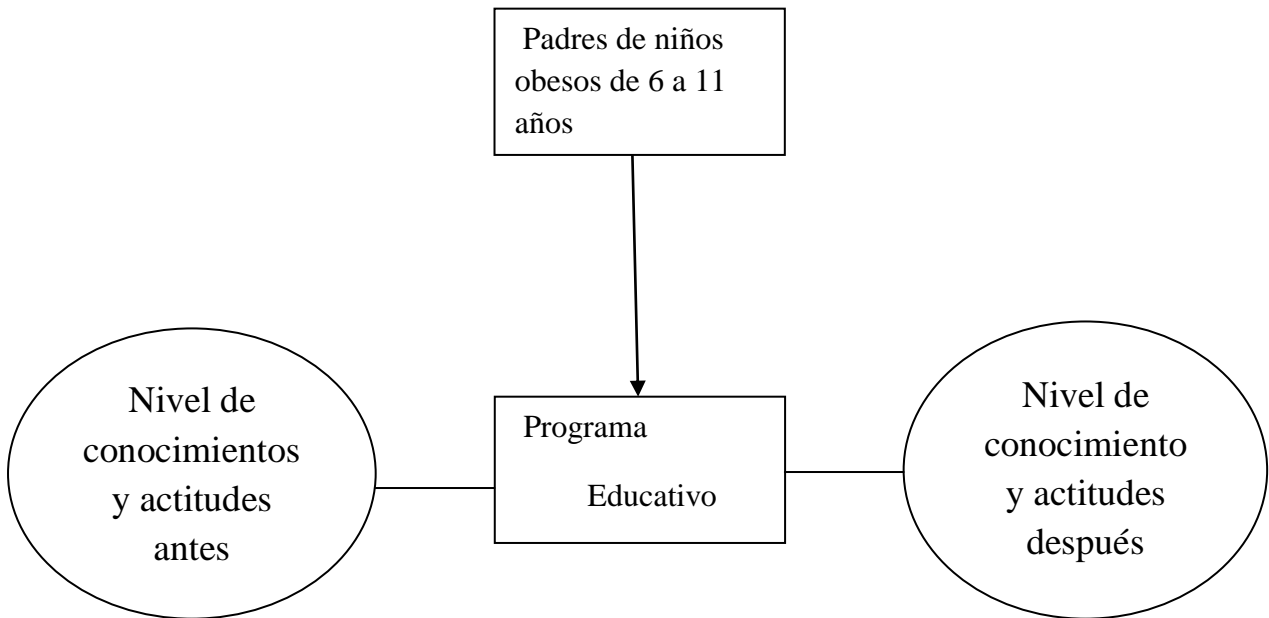 Padres de niños
obesos de 6 a 11
años
Nivel de
conocimientos
y actitudes
antes
Programa
Educativo
Nivel de
conocimiento
y actitudes
después